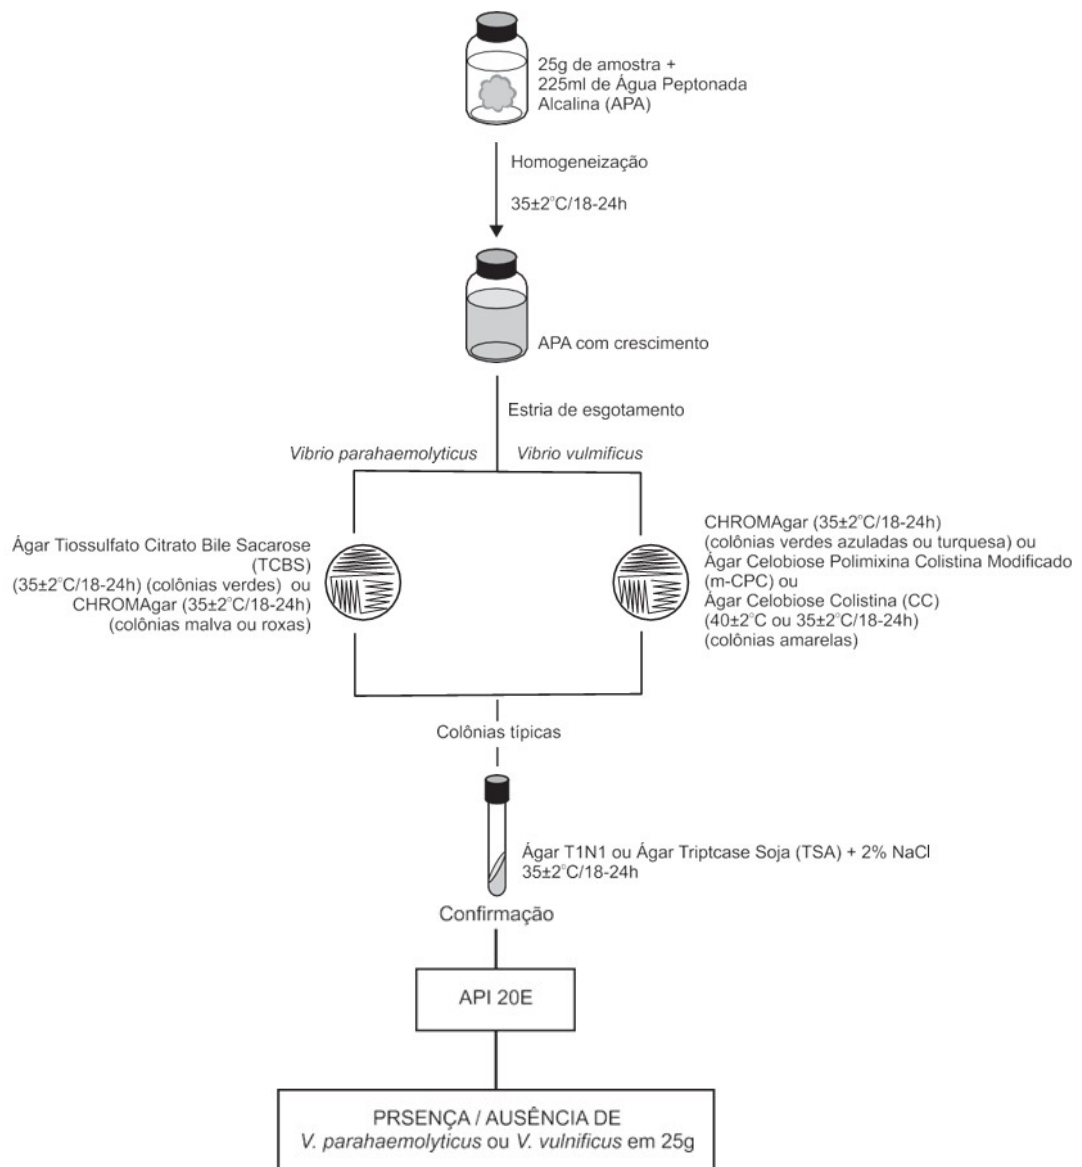 25g de amostra +
225ml de Água Peptonada
Alcalina (APA)
Homogeneização
35±2°C/18-24h
APA com crescimento
Estria de esgotamento
Vibrio parahaemolyticus
Vibrio vulmificus
Ágar Tiossulfato Citrato Bile Sacarose
(TCBS)
(35±2°C/18-24h) (colônias verdes) ou
CHROMAgar (35±2°C/18-24h)
(colônias malva ou roxas)
CHROMAgar (35±2°C/18-24h)
(colônias verdes azuladas ou turquesa) ou
Ágar Celobiose Polimixina Colistina Modificado
(m-CPC) ou
Ágar Celobiose Colistina (CC)
(40±2°C ou 35±2°C/18-24h)
(colônias amarelas)
Colônias típicas
Ágar T1N1 ou Ágar Triptcase Soja (TSA) + 2% NaCl
35±2°C/18-24h
Confirmação
API 20E
PRSENÇA / AUSÊNCIA DE
V. parahaemolyticus ou V. vulnificus em 25g